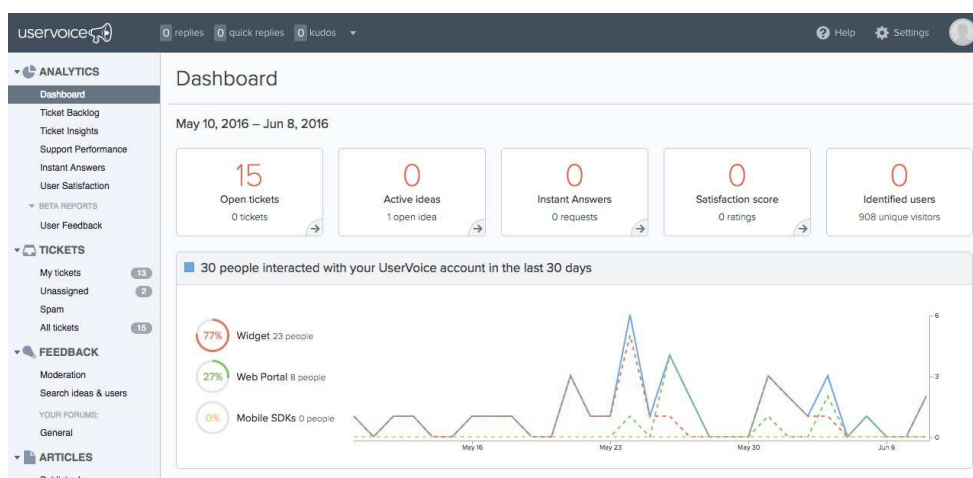 uservoice
0 replies 0 quick replies 0 kudos
Help Settings
ANALYTICS
Dashboard
Ticket Backlog
Ticket Insights
Support Performance
Instant Answers
User Satisfaction
BETA REPORTS
User Feedback
TICKETS
My tickets 13
Unassigned 2
Spam
All tickets 15
FEEDBACK
Moderation
Search ideas & users
YOUR FORUMS:
General
ARTICLES
Dashboard
May 10, 2016 – Jun 8, 2016
15
Open tickets
0 tickets
0
Active ideas
1 open idea
0
Instant Answers
0 requests
0
Satisfaction score
0 ratings
0
Identified users
908 unique visitors
30 people interacted with your UserVoice account in the last 30 days
77% Widget 23 people
27% Web Portal 8 people
0% Mobile SDKs 0 people
6
3
0
May 16 May 23 May 30 Jun 6